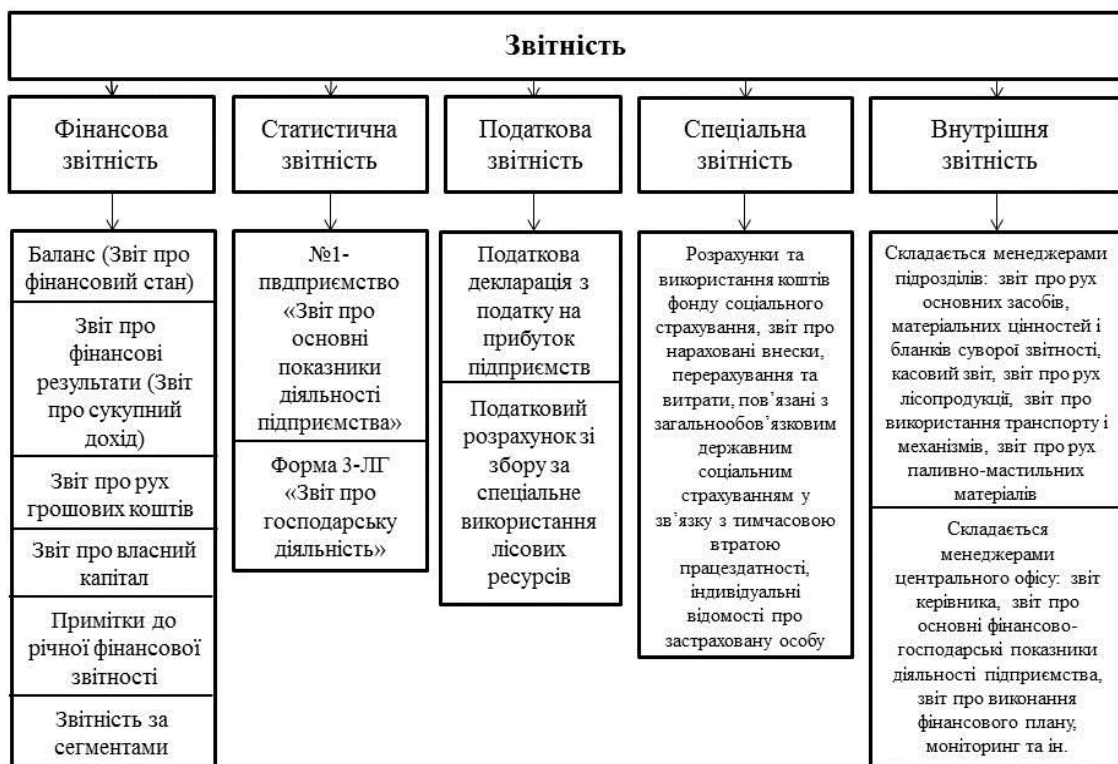 Звітність
Фінансова
звітність
Статистична
звітність
Податкова
звітність
Спеціальна
звітність
Внутрішня
звітність
Баланс (Звіт про
фінансовий стан)
Звіт про
фінансові
результати (Звіт
про сукупний
дохід)
Звіт про рух
грошових коштів
Звіт про власний
капітал
Примітки до
річної фінансової
звітності
Звітність за
сегментами
№1-
пвдприємство
«Звіт про
основні
показники
діяльності
підприємства»
Форма 3-ЛГ
«Звіт про
господарську
діяльність»
Податкова
декларація з
податку на
прибуток
підприємств
Податковий
розрахунок зі
збору за
спеціальне
використання
лісових
ресурсів
Розрахунки та
використання коштів
фонду соціального
страхування, звіт про
нараховані внески,
перерахування та
витрати, пов’язані з
загальнообов’язковим
державним
соціальним
страхуванням у
зв’язку з тимчасовою
втратою
працездатності,
індивідуальні
відомості про
застраховану особу
Складається менеджерами
підрозділів: звіт про рух
основних засобів,
матеріальних цінностей і
бланків суворої звітності,
касовий звіт, звіт про рух
лісопродукції, звіт про
використання транспорту і
механізмів, звіт про рух
паливно-мастильних
матеріалів
Складається
менеджерами
центрального офісу: звіт
керівника, звіт про
основні фінансово-
господарські показники
діяльності підприємства,
звіт про виконання
фінансового плану,
моніторинг та ін.